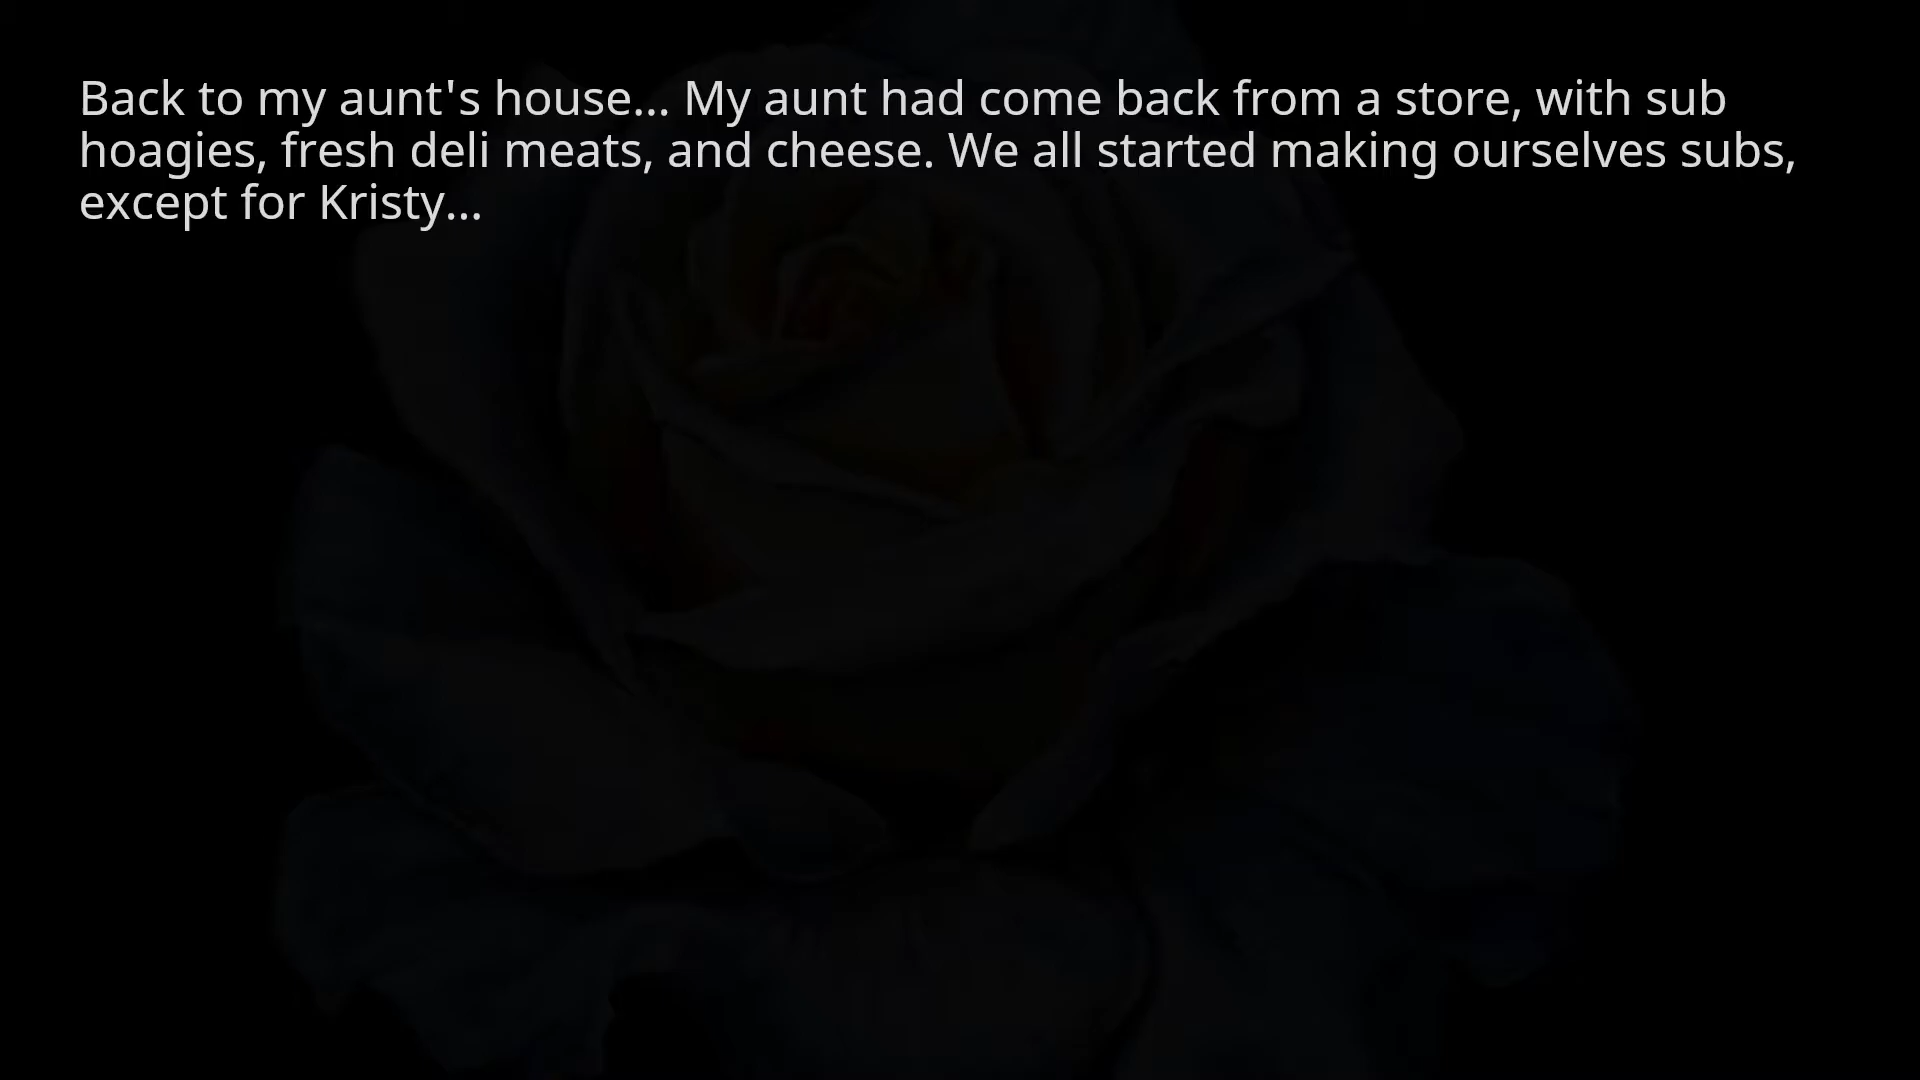 Back to my aunt's house... My aunt had come back from a store, with sub
hoagies, fresh deli meats, and cheese. We all started making ourselves subs,
except for Kristy...